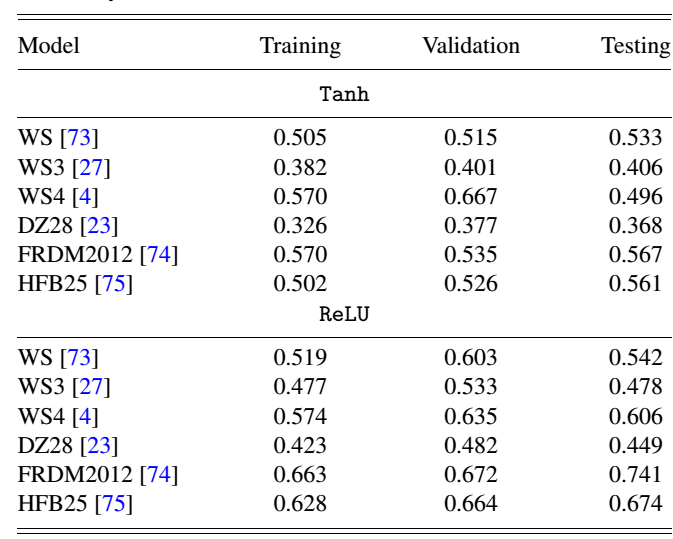 Model Training Validation Testing
Tanh
WS [73] 0.505 0.515 0.533
WS3 [27] 0.382 0.401 0.406
WS4 [4] 0.570 0.667 0.496
DZ28 [23] 0.326 0.377 0.368
FRDM2012 [74] 0.570 0.535 0.567
HFB25 [75] 0.502 0.526 0.561
ReLU
WS [73] 0.519 0.603 0.542
WS3 [27] 0.477 0.533 0.478
WS4 [4] 0.574 0.635 0.606
DZ28 [23] 0.423 0.482 0.449
FRDM2012 [74] 0.663 0.672 0.741
HFB25 [75] 0.628 0.664 0.674